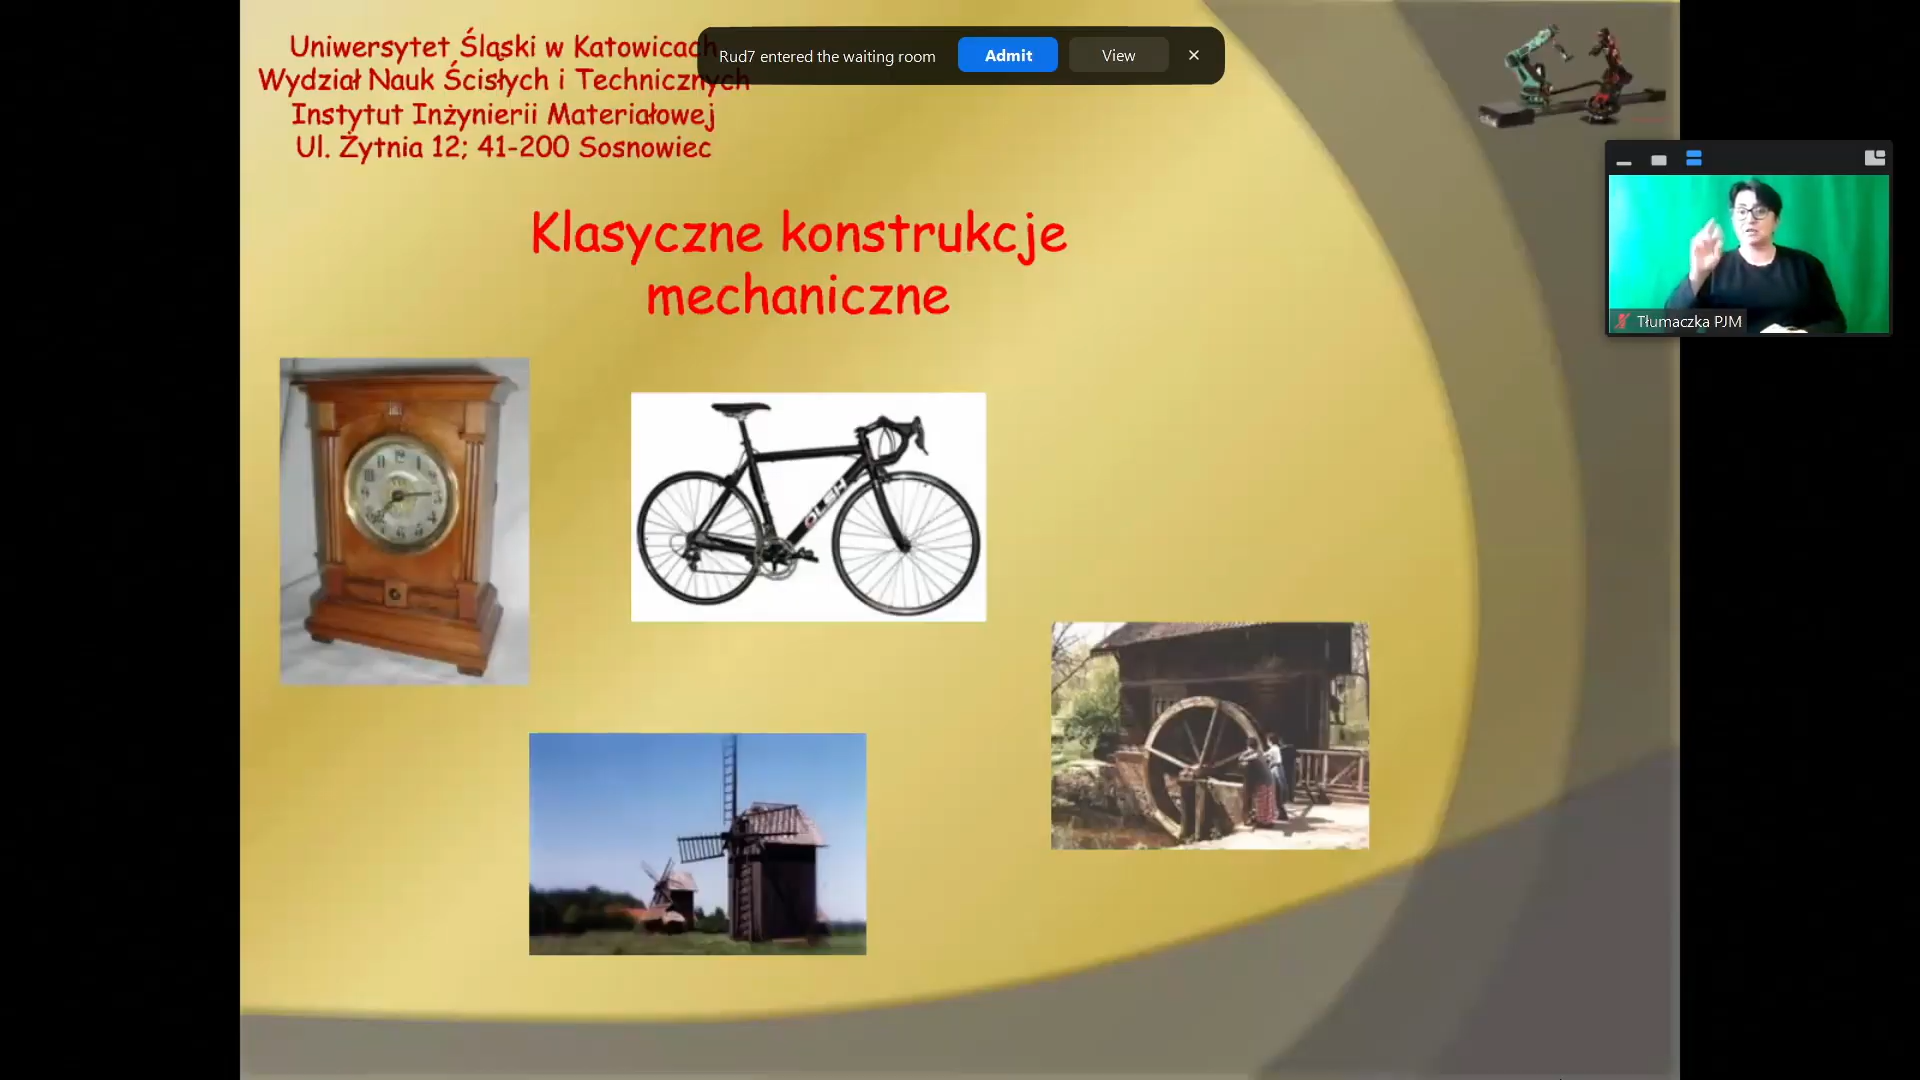 Uniwersytet Śląski w Katowicach
Wydział Nauk Ścisłych i Technicznych
Instytut Inżynierii Materiałowej
Ul. Żytnia 12; 41-200 Sosnowiec
Rud7 entered the waiting room
Admit
View
Klasyczne konstrukcje
mechaniczne
Tłumaczka PJM